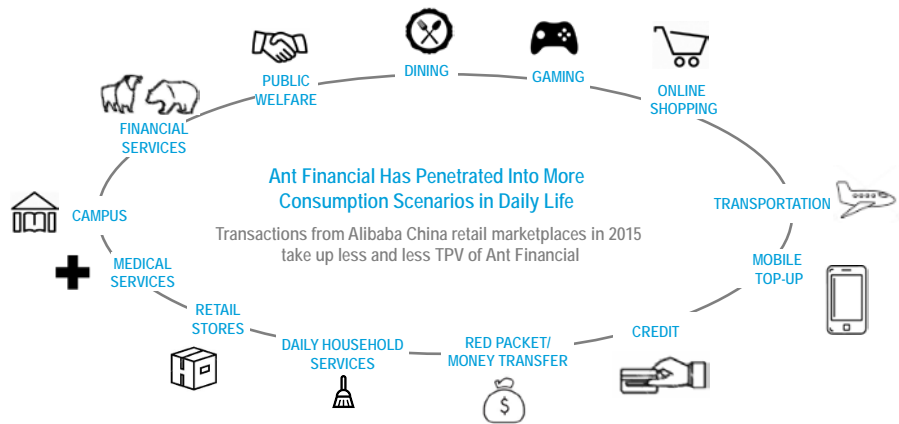 DINING
GAMING
PUBLIC
WELFARE
ONLINE
SHOPPING
FINANCIAL
SERVICES
Ant Financial Has Penetrated Into More
Consumption Scenarios in Daily Life
CAMPUS
TRANSPORTATION
Transactions from Alibaba China retail marketplaces in 2015
take up less and less TPV of Ant Financial
MEDICAL
SERVICES
MOBILE
TOP-UP
RETAIL
STORES
CREDIT
DAILY HOUSEHOLD
SERVICES
RED PACKET/
MONEY TRANSFER
$